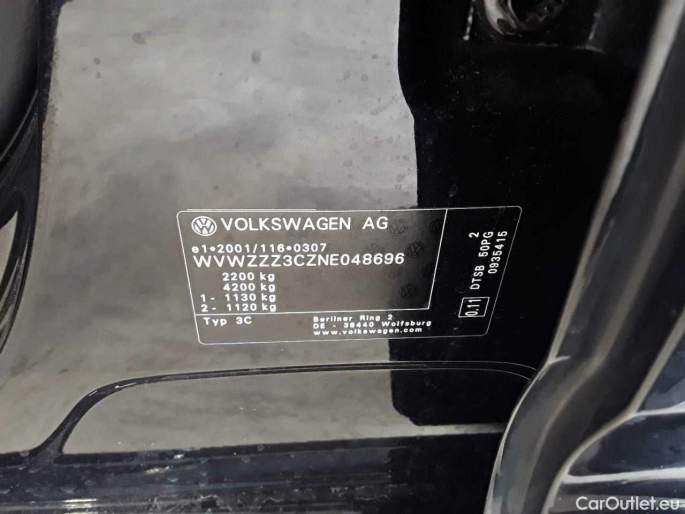 VOLKSWAGEN AG
e1*2001/116*0307
WVWZZZ3CZNE048696
2200 kg
4200 kg
1 - 1130 kg
2 - 1120 kg
Typ 3C
Berliner Ring 2
DE - 38440 Wolfsburg
www.volkswagen.com
0.11
2
DTSB 50PG
0935415
CarOutlet.eu